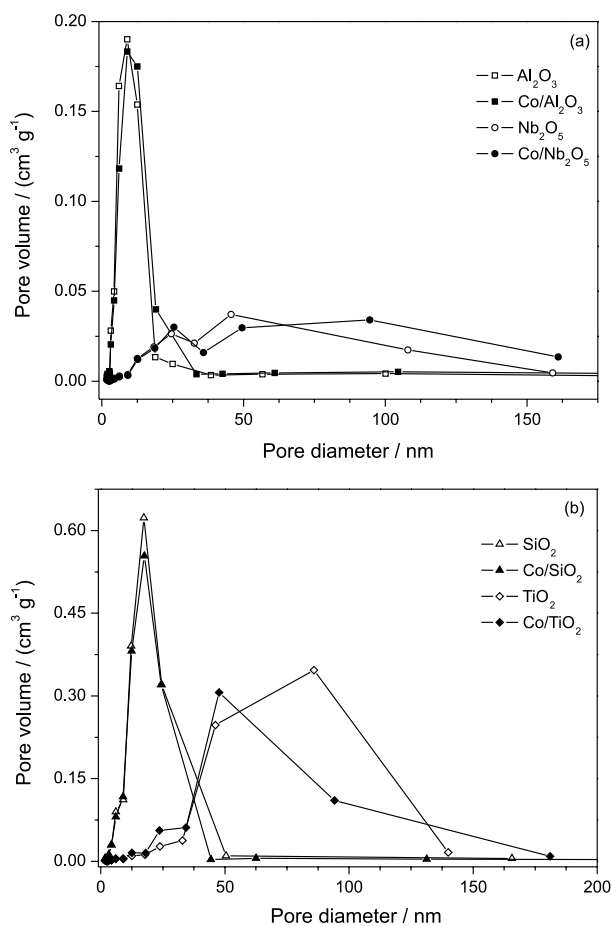 (a)
0.20
0.15
0.10
0.05
0.00
Pore volume / (cm³ g⁻¹)
Al₂O₃
Co/Al₂O₃
Nb₂O₅
Co/Nb₂O₅
0 50 100 150
Pore diameter / nm
(b)
0.60
0.45
0.30
0.15
0.00
Pore volume / (cm³ g⁻¹)
SiO₂
Co/SiO₂
TiO₂
Co/TiO₂
0 50 100 150 200
Pore diameter / nm